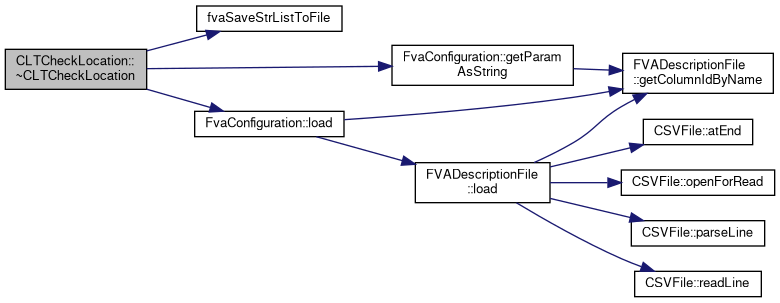 CLTCheckLocation::
~CLTCheckLocation
fvaSaveStrListToFile
FvaConfiguration::getParam
AsString
FvaConfiguration::load
FVADescriptionFile
::getColumnIdByName
FVADescriptionFile
::load
CSVFile::atEnd
CSVFile::openForRead
CSVFile::parseLine
CSVFile::readLine